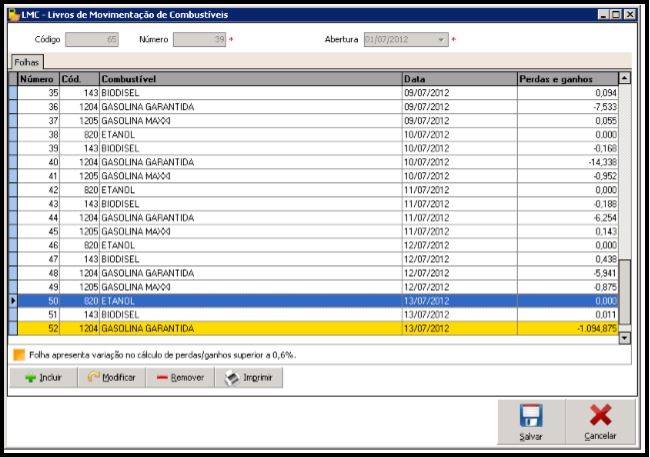 LMC - Livros de Movimentação de Combustíveis
Código 65 Número 39 * Abertura 01/07/2012 *
Folhas
Número Cód. Combustível Data Perdas e ganhos
35 143 BIODISEL 09/07/2012 0,094
36 1204 GASOLINA GARANTIDA 09/07/2012 -7,533
37 1205 GASOLINA MAXXI 09/07/2012 0,055
38 820 ETANOL 10/07/2012 0,000
39 143 BIODISEL 10/07/2012 -0,168
40 1204 GASOLINA GARANTIDA 10/07/2012 -14,338
41 1205 GASOLINA MAXXI 10/07/2012 -0,952
42 820 ETANOL 11/07/2012 0,000
43 143 BIODISEL 11/07/2012 -0,188
44 1204 GASOLINA GARANTIDA 11/07/2012 -6,254
45 1205 GASOLINA MAXXI 11/07/2012 0,143
46 820 ETANOL 12/07/2012 0,000
47 143 BIODISEL 12/07/2012 0,438
48 1204 GASOLINA GARANTIDA 12/07/2012 -5,941
49 1205 GASOLINA MAXXI 12/07/2012 -0,875
50 820 ETANOL 13/07/2012 0,000
51 143 BIODISEL 13/07/2012 0,011
52 1204 GASOLINA GARANTIDA 13/07/2012 -1.094,875
Folha apresenta variação no cálculo de perdas/ganhos superior a 0,6%.
Incluir Modificar Remover Imprimir
Salvar Cancelar